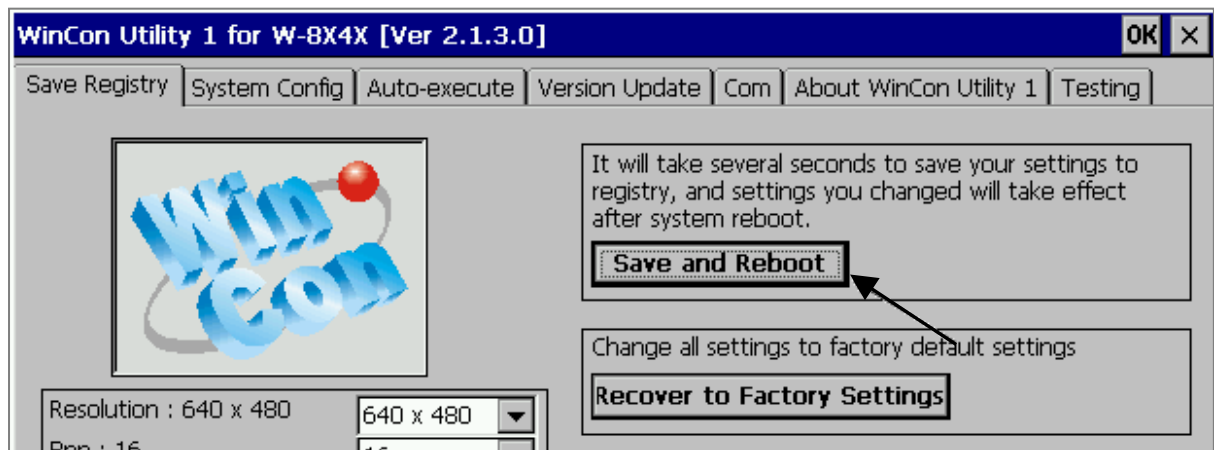 WinCon Utility 1 for W-8X4X [Ver 2.1.3.0] OK
Save Registry System Config Auto-execute Version Update Com About WinCon Utility 1 Testing
Win
Con
It will take several seconds to save your settings to
registry, and settings you changed will take effect
after system reboot.
Save and Reboot
Change all settings to factory default settings
Recover to Factory Settings
Resolution : 640 x 480 640 x 480
Bpp : 16 16